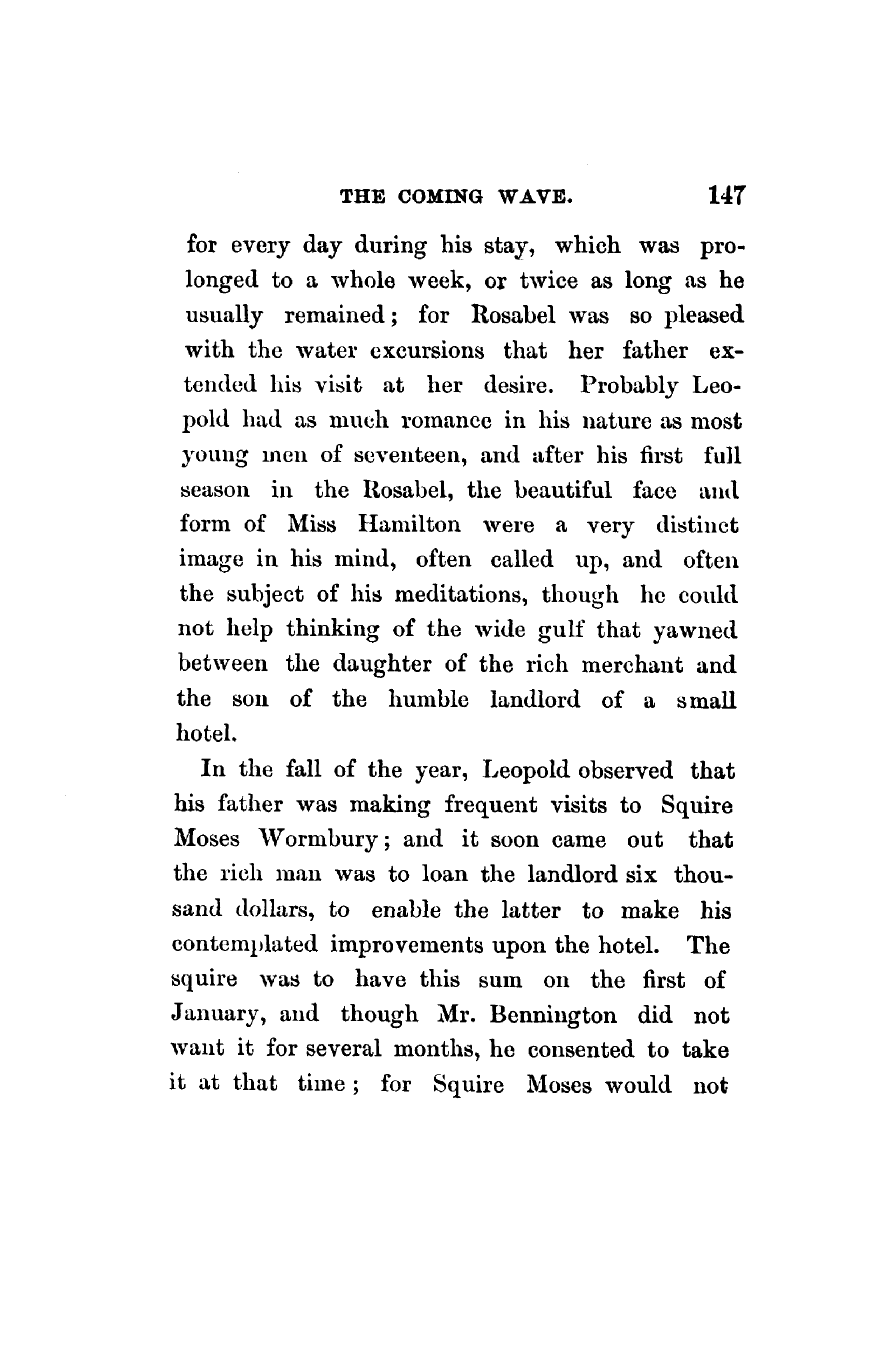 THE COMING WAVE. 147
for every day during his stay, which was pro-
longed to a whole week, or twice as long as he
usually remained; for Rosabel was so pleased
with the water excursions that her father ex-
tended his visit at her desire. Probably Leo-
pold had as much romance in his nature as most
young men of seventeen, and after his first full
season in the Rosabel, the beautiful face and
form of Miss Hamilton were a very distinct
image in his mind, often called up, and often
the subject of his meditations, though he could
not help thinking of the wide gulf that yawned
between the daughter of the rich merchant and
the son of the humble landlord of a small
hotel.
In the fall of the year, Leopold observed that
his father was making frequent visits to Squire
Moses Wormbury; and it soon came out that
the rich man was to loan the landlord six thou-
sand dollars, to enable the latter to make his
contemplated improvements upon the hotel. The
squire was to have this sum on the first of
January, and though Mr. Bennington did not
want it for several months, he consented to take
it at that time; for Squire Moses would not